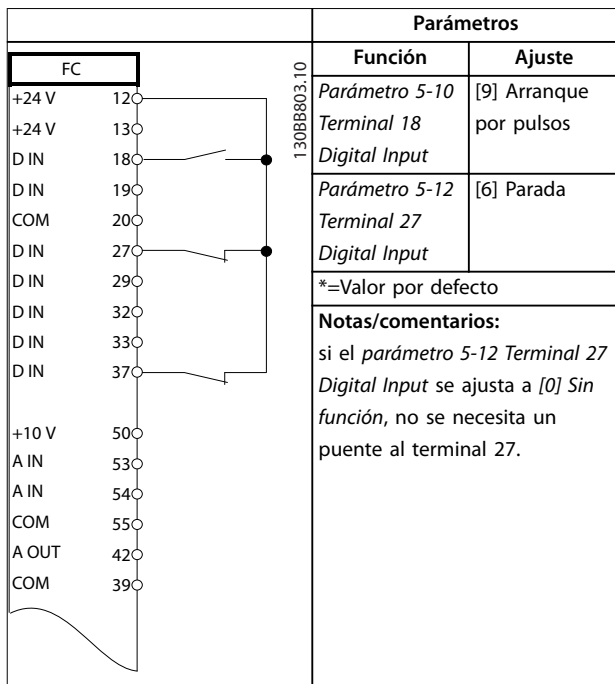 FC
+24 V 12
+24 V 13
D IN 18
D IN 19
COM 20
D IN 27
D IN 29
D IN 32
D IN 33
D IN 37
+10 V 50
A IN 53
A IN 54
COM 55
A OUT 42
COM 39
130BB803.10
Parámetros
Función Ajuste
Parámetro 5-10 [9] Arranque
Terminal 18 por pulsos
Digital Input
Parámetro 5-12 [6] Parada
Terminal 27
Digital Input
*=Valor por defecto
Notas/comentarios:
si el parámetro 5-12 Terminal 27
Digital Input se ajusta a [0] Sin
función, no se necesita un
puente al terminal 27.